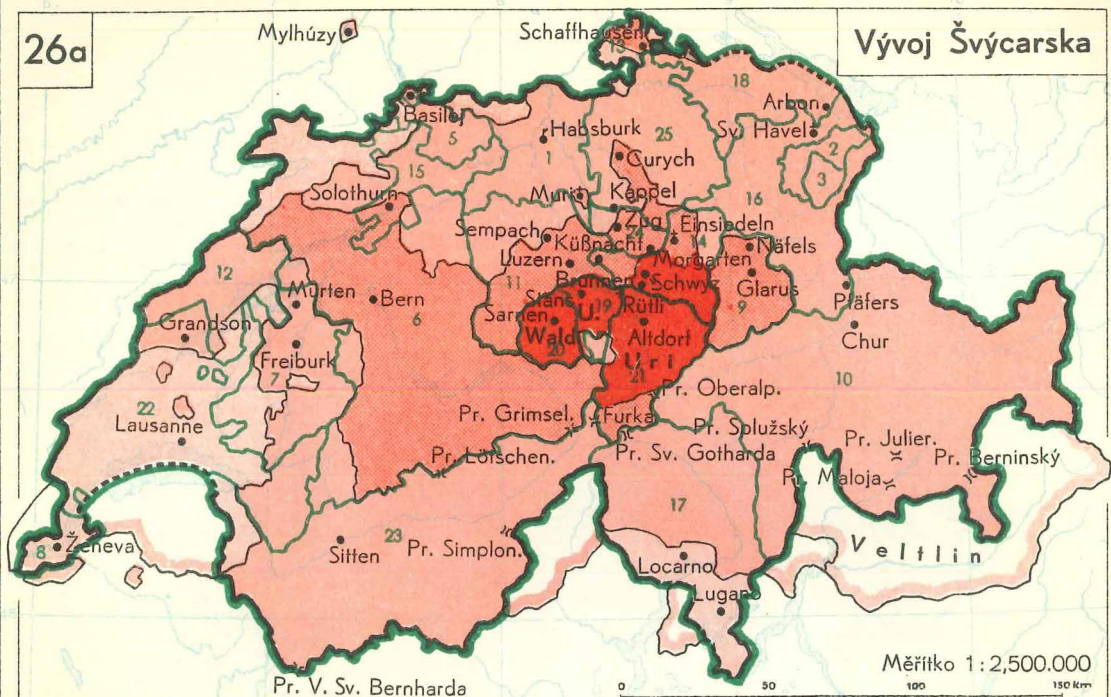 26a
Vývoj Švýcarska
Mylhúzy
Schaffhausen
13
18
Arbon
Basilej
Habsburk
25
Sv. Havel
2
5
1
3
Curych
15
16
Solothurn
Murit
Kappel
Zug
24
Einsiedeln
14
Sempach
Küßnacht
Näfels
Luzern
Morgarten
12
11
Brunnen
Schwyz
Glarus
Murten
Bern
6
Stans
19
Rütli
9
Pfäfers
Sarnen
U.
Grandson
Wald
20
Altdorf
Chur
Freiburk
7
Uri
21
10
22
Pr. Oberalp.
Pr. Grimsel.
Furka
Lausanne
Pr. Splužský
Pr. Julier.
Pr. Lötschen.
Pr. Sv. Gotharda
Pr. Berninský
Pr. Maloja
17
8
Ženeva
Sitten
23
Pr. Simplon.
Veltlin
Locarno
Lugano
Měřítko 1:2,500.000
Pr. V. Sv. Bernharda
0 50 100 150 km